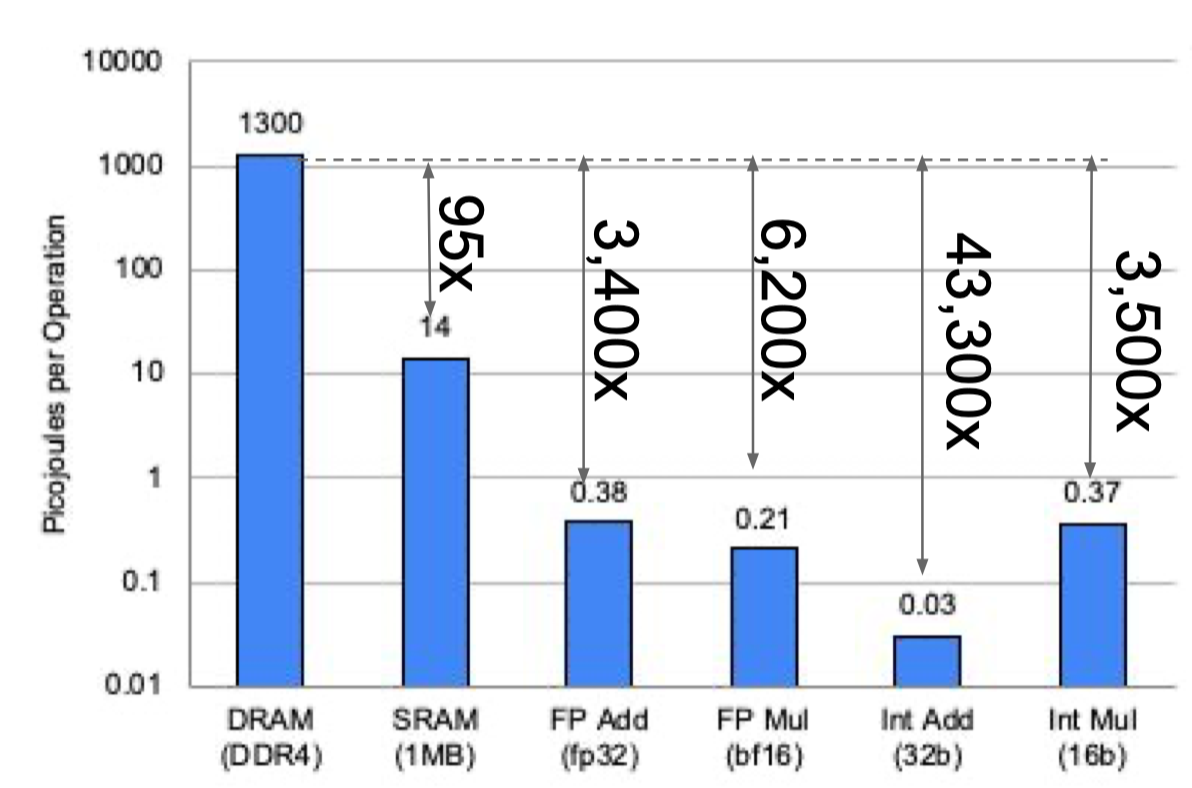 10000
1000
100
10
1
0.1
0.01
Picojoules per Operation
1300
14
0.38
0.21
0.03
0.37
95x
3,400x
6,200x
43,300x
3,500x
DRAM
(DDR4)
SRAM
(1MB)
FP Add
(fp32)
FP Mul
(bf16)
Int Add
(32b)
Int Mul
(16b)